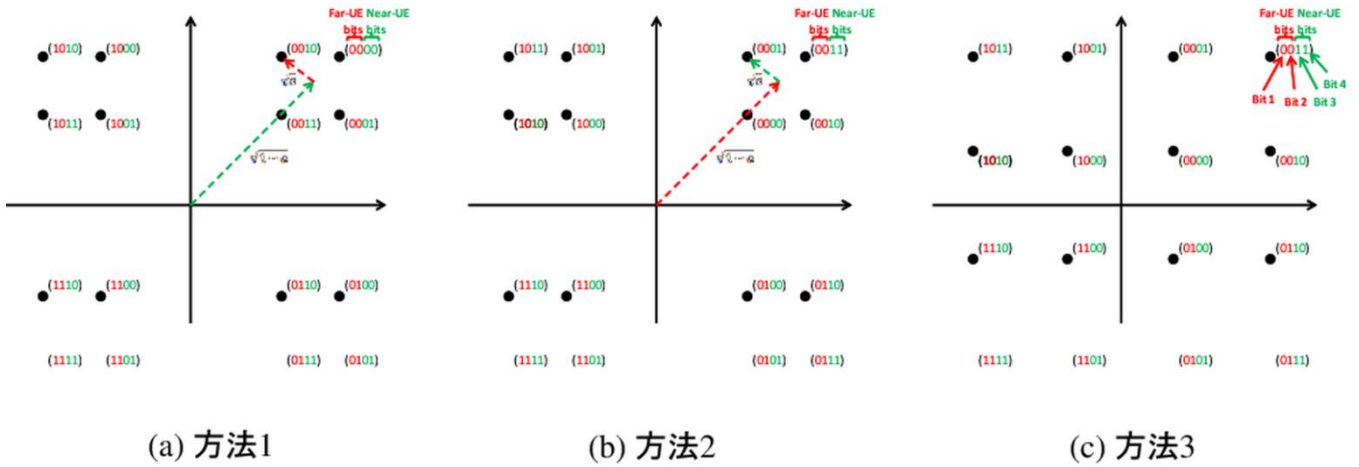 Far-UE Near-UE
bits bits
(1010) (1000) (0010) (0000)
(1011) (1001) (0011) (0001)
(1110) (1100) (0110) (0100)
(1111) (1101) (0111) (0101)
(a) 方法1
Far-UE Near-UE
bits bits
(1011) (1001) (0001) (0011)
(1010) (1000) (0000) (0010)
(1110) (1100) (0100) (0110)
(1111) (1101) (0101) (0111)
(b) 方法2
Far-UE Near-UE
bits bits
(1011) (1001) (0001) (0011)
Bit 1 Bit 2 Bit 3 Bit 4
(1010) (1000) (0000) (0010)
(1110) (1100) (0100) (0110)
(1111) (1101) (0101) (0111)
(c) 方法3